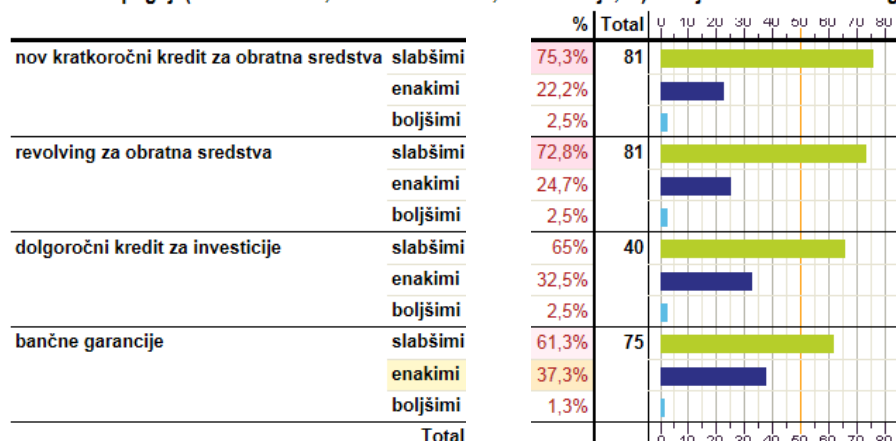 % Total 0 10 20 30 40 50 60 70 80
nov kratkoročni kredit za obratna sredstva slabšimi 75,3% 81
enakimi 22,2%
boljšimi 2,5%
revolving za obratna sredstva slabšimi 72,8% 81
enakimi 24,7%
boljšimi 2,5%
dolgoročni kredit za investicije slabšimi 65% 40
enakimi 32,5%
boljšimi 2,5%
bančne garancije slabšimi 61,3% 75
enakimi 37,3%
boljšimi 1,3%
Total 0 10 20 30 40 50 60 70 80